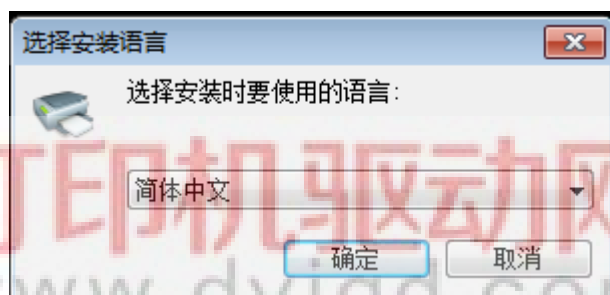 选择安装语言
选择安装时要使用的语言:
简体中文
确定 取消
打印机驱动网